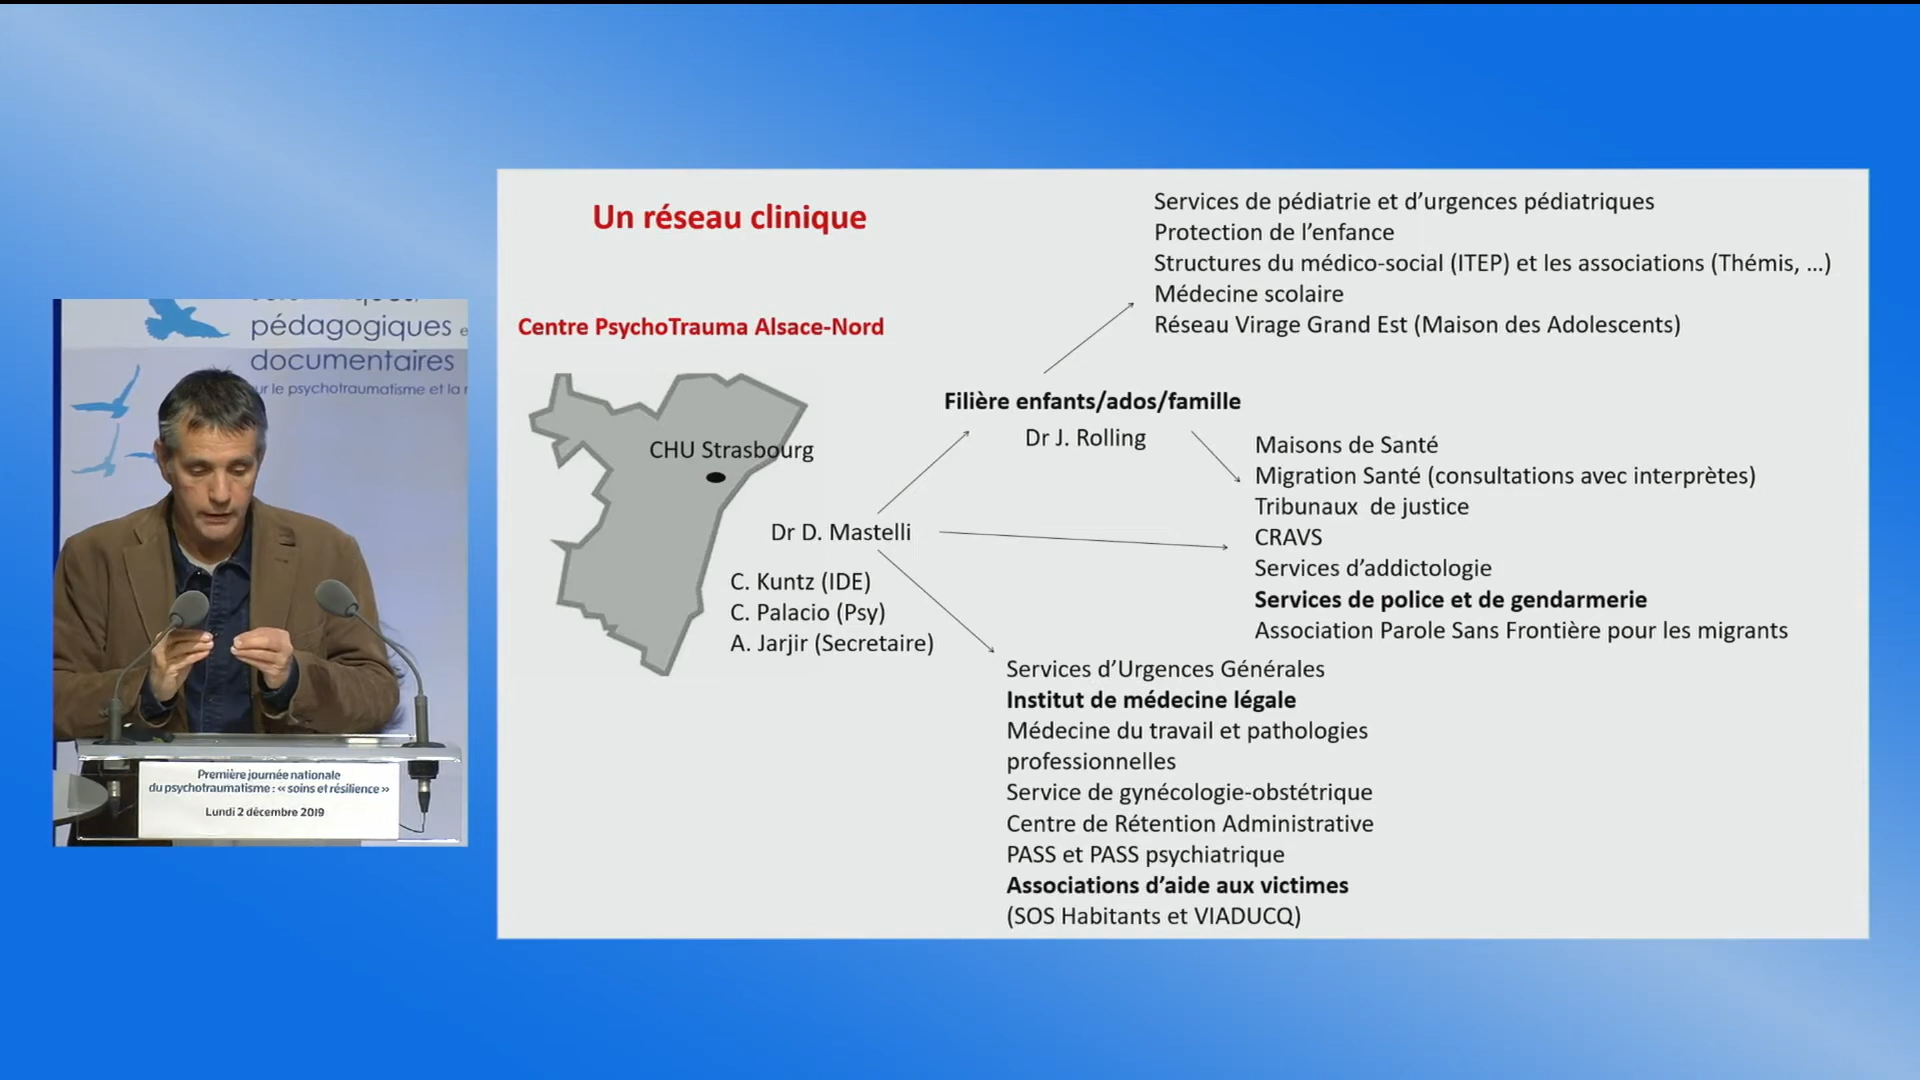 pédagogiques
documentaires
le psychotraumatisme et la
Première journée nationale
du psychotraumatisme : « soins et résilience »
Lundi 2 décembre 2019
Un réseau clinique
Centre PsychoTrauma Alsace-Nord
CHU Strasbourg
Dr D. Mastelli
C. Kuntz (IDE)
C. Palacio (Psy)
A. Jarjir (Secretaire)
Services de pédiatrie et d’urgences pédiatriques
Protection de l’enfance
Structures du médico-social (ITEP) et les associations (Thémis, ...)
Médecine scolaire
Réseau Virage Grand Est (Maison des Adolescents)
Filière enfants/ados/famille
Dr J. Rolling
Maisons de Santé
Migration Santé (consultations avec interprètes)
Tribunaux de justice
CRAVS
Services d’addictologie
Services de police et de gendarmerie
Association Parole Sans Frontière pour les migrants
Services d’Urgences Générales
Institut de médecine légale
Médecine du travail et pathologies
professionnelles
Service de gynécologie-obstétrique
Centre de Rétention Administrative
PASS et PASS psychiatrique
Associations d’aide aux victimes
(SOS Habitants et VIADUCQ)